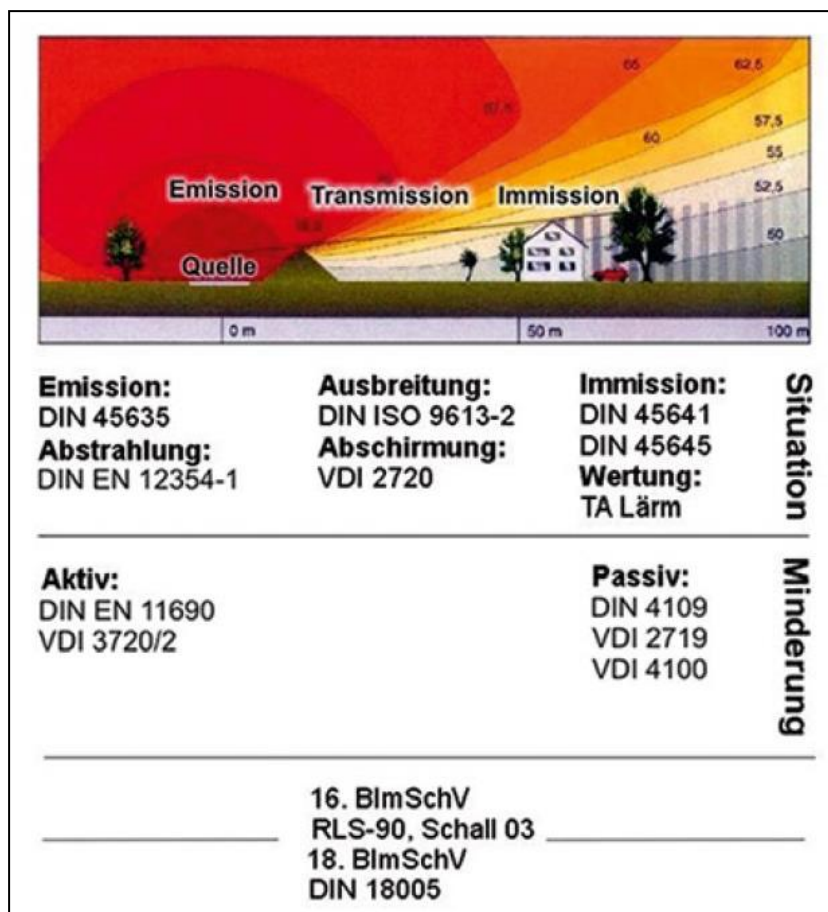 65
62,5
67,5
57,5
60
55
52,5
Emission Transmission Immission
50
Quelle
0 m 50 m 100 m
Emission:
DIN 45635
Abstrahlung:
DIN EN 12354-1
Ausbreitung:
DIN ISO 9613-2
Abschirmung:
VDI 2720
Immission:
DIN 45641
DIN 45645
Wertung:
TA Lärm
Situation
Aktiv:
DIN EN 11690
VDI 3720/2
Passiv:
DIN 4109
VDI 2719
VDI 4100
Minderung
16. BImSchV
RLS-90, Schall 03
18. BImSchV
DIN 18005